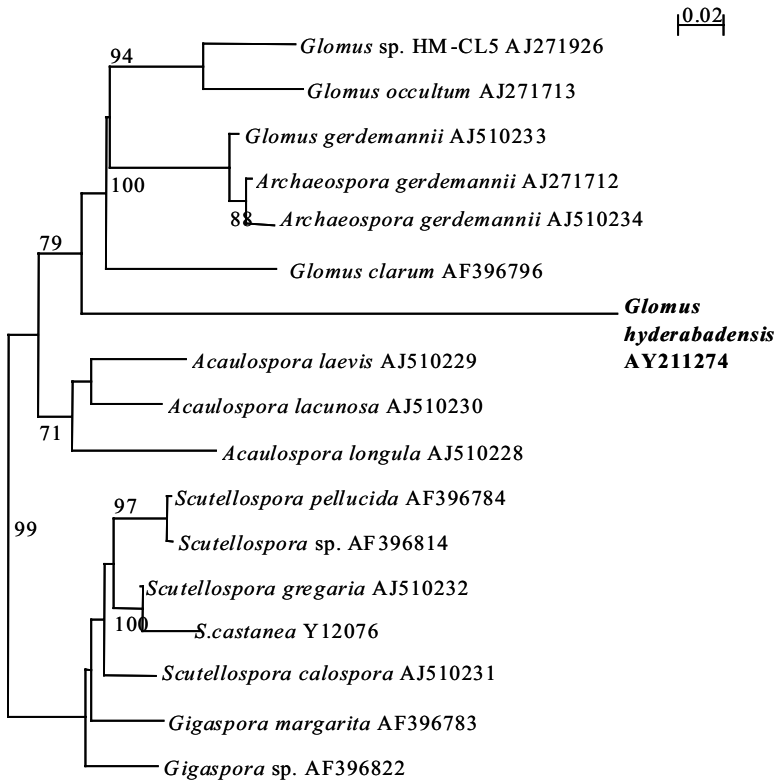 0.02
94
Glomus sp. HM-CL5 AJ271926
Glomus occultum AJ271713
Glomus gerdemannii AJ510233
100
Archaeospora gerdemannii AJ271712
88
Archaeospora gerdemannii AJ510234
79
Glomus clarum AF396796
Glomus
hyderabadensis
AY211274
Acaulospora laevis AJ510229
Acaulospora lacunosa AJ510230
71
Acaulospora longula AJ510228
97
Scutellospora pellucida AF396784
99
Scutellospora sp. AF396814
Scutellospora gregaria AJ510232
100
S.castanea Y12076
Scutellospora calospora AJ510231
Gigaspora margarita AF396783
Gigaspora sp. AF396822